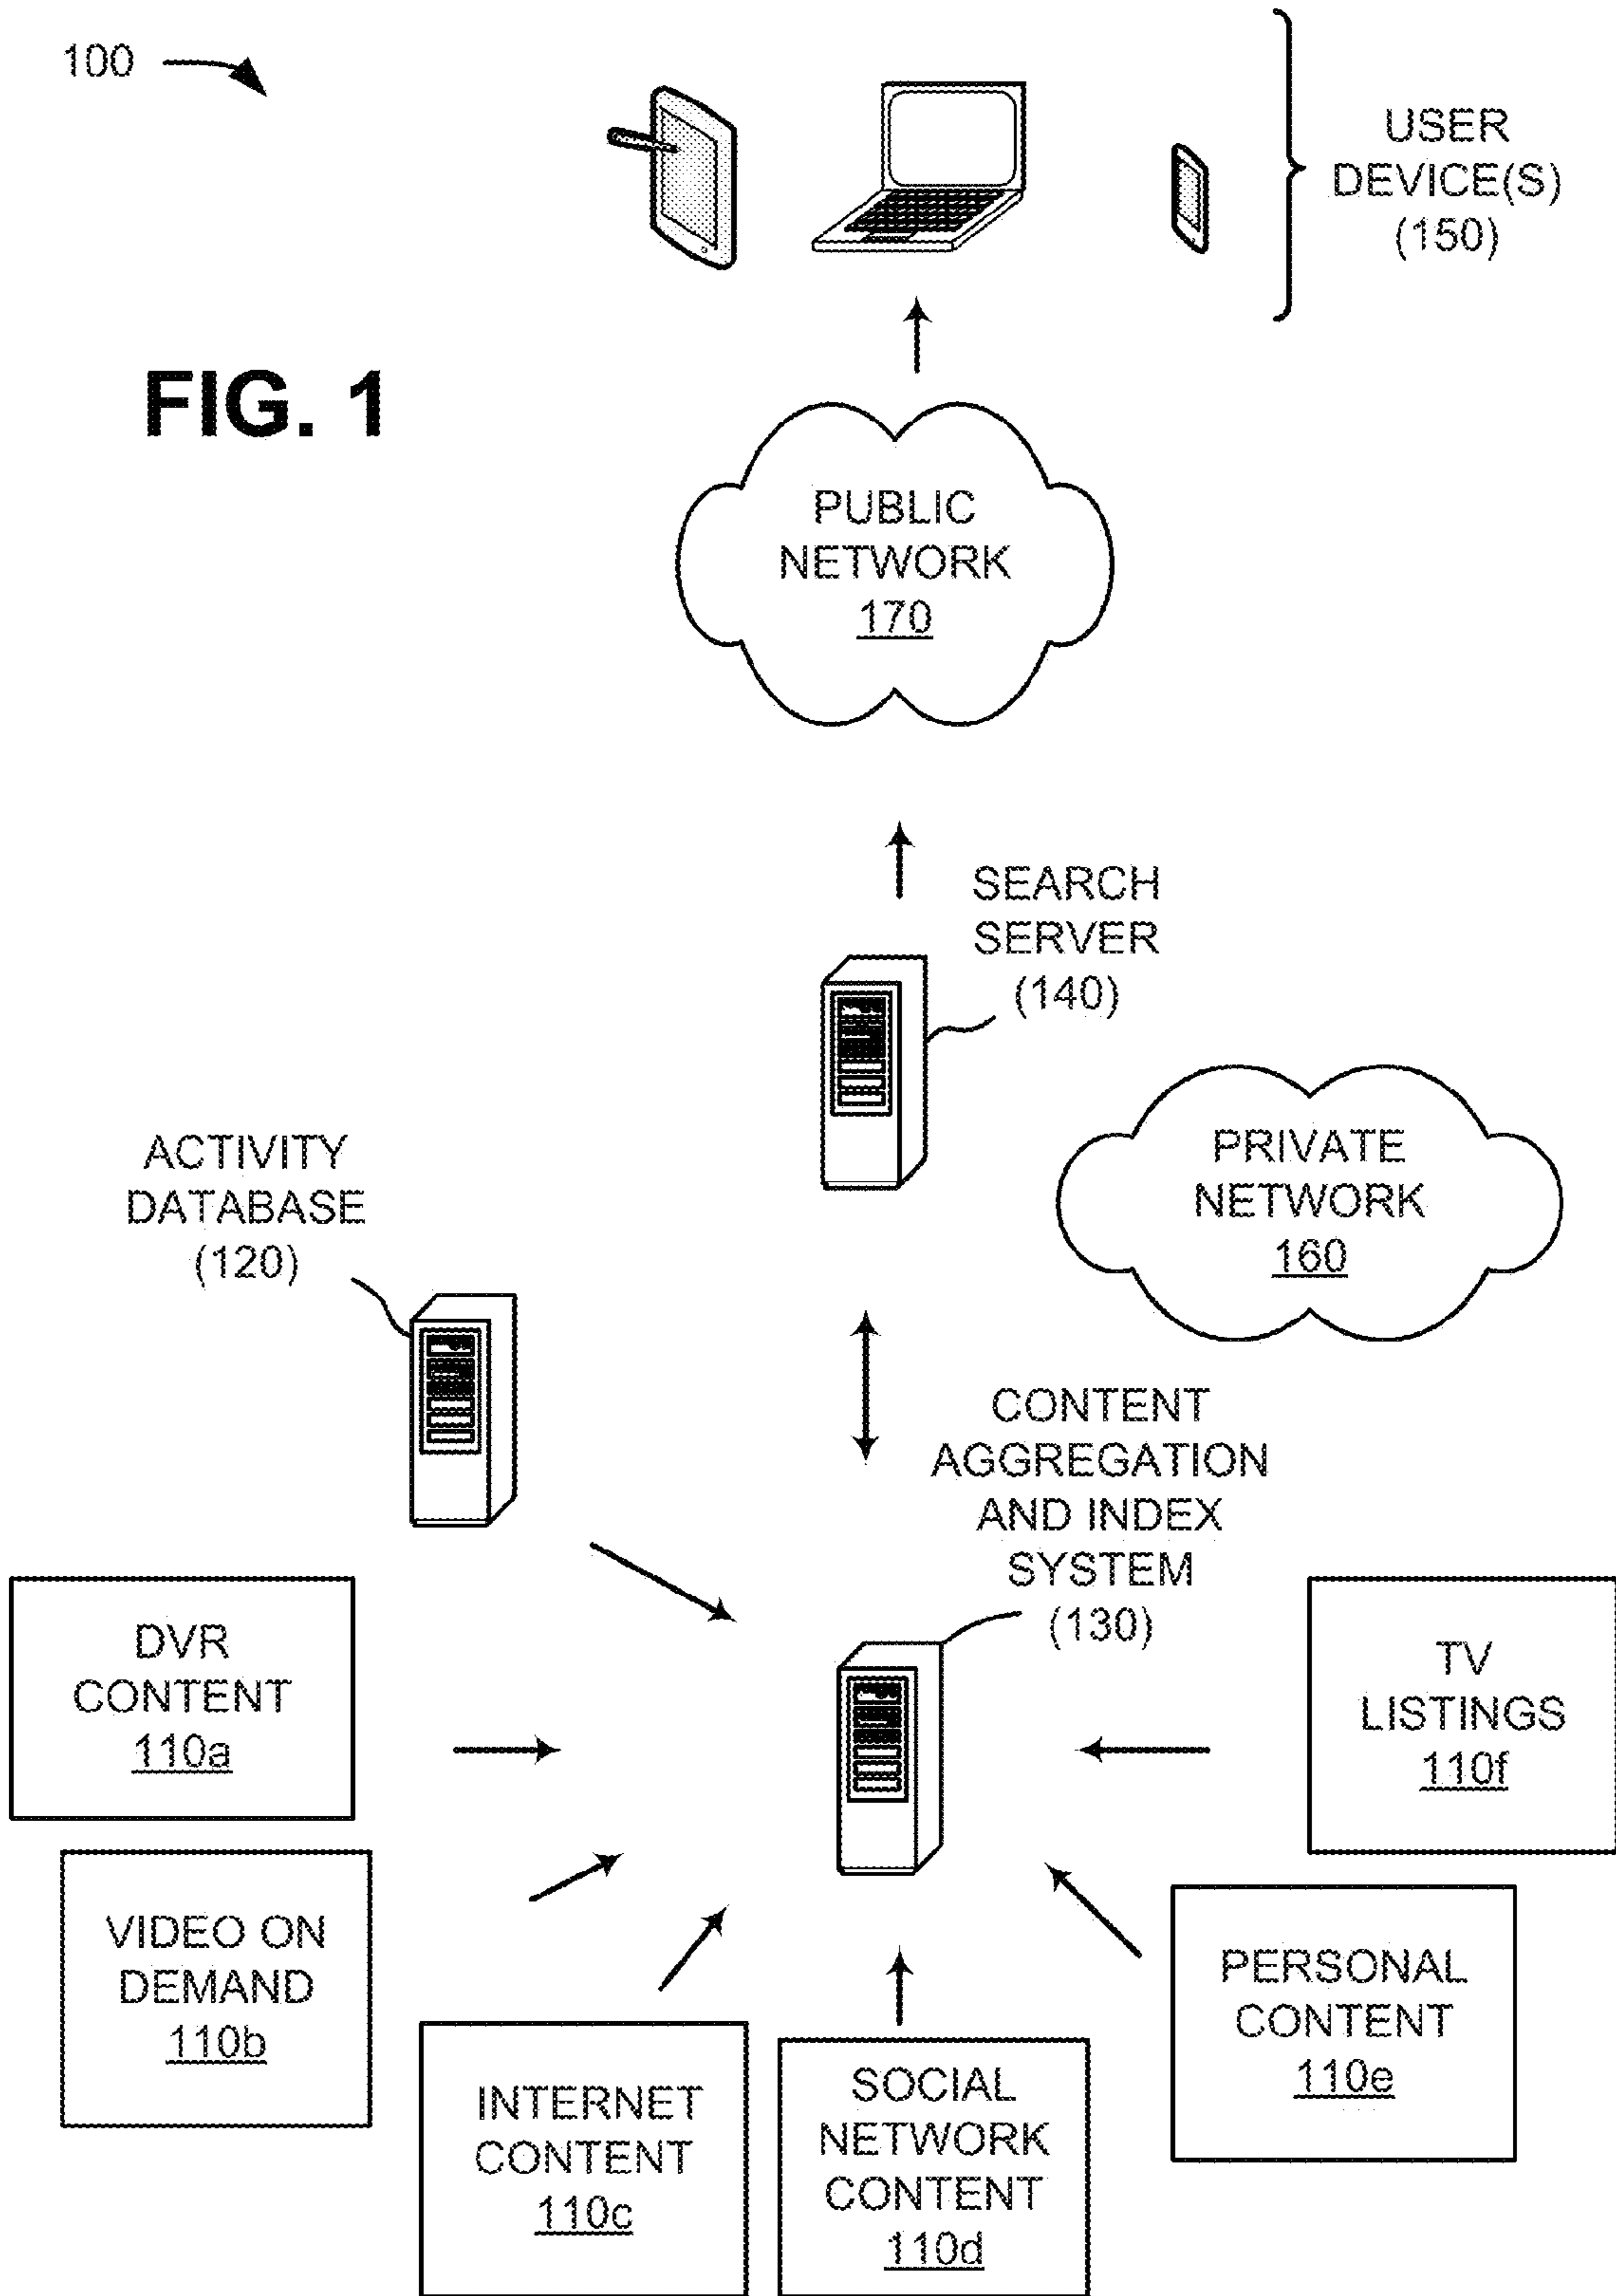 100
USER
DEVICE(S)
(150)
FIG. 1
PUBLIC
NETWORK
170
SEARCH
SERVER
(140)
PRIVATE
NETWORK
160
ACTIVITY
DATABASE
(120)
CONTENT
AGGREGATION
AND INDEX
SYSTEM
(130)
DVR
CONTENT
110a
TV
LISTINGS
110f
VIDEO ON
DEMAND
110b
PERSONAL
CONTENT
110e
INTERNET
CONTENT
110c
SOCIAL
NETWORK
CONTENT
110d